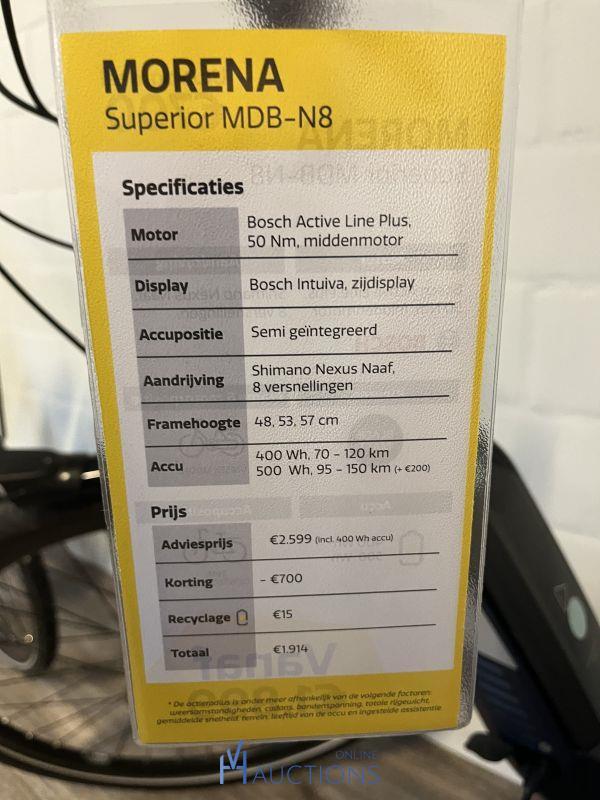 MORENA
Superior MDB-N8
Specificaties
Motor
Bosch Active Line Plus,
50 Nm, middenmotor
Display
Bosch Intuiva, zijdisplay
Accupositie
Semi geïntegreerd
Aandrijving
Shimano Nexus Naaf,
8 versnellingen
Framehoogte
48, 53, 57 cm
Accu
400 Wh, 70 - 120 km
500 Wh, 95 - 150 km (+ €200)
Prijs
Adviesprijs
€2.599 (incl. 400 Wh accu)
Korting
- €700
Recyclage
€15
Totaal
€1.914
* De actieradius is onder meer afhankelijk van de volgende factoren:
weersomstandigheden, cadans, bandenspanning, totale rijgewicht,
gemiddelde snelheid, terrein, leeftijd van de accu en ingestelde assistentie
ONLINE
AUCTIONS